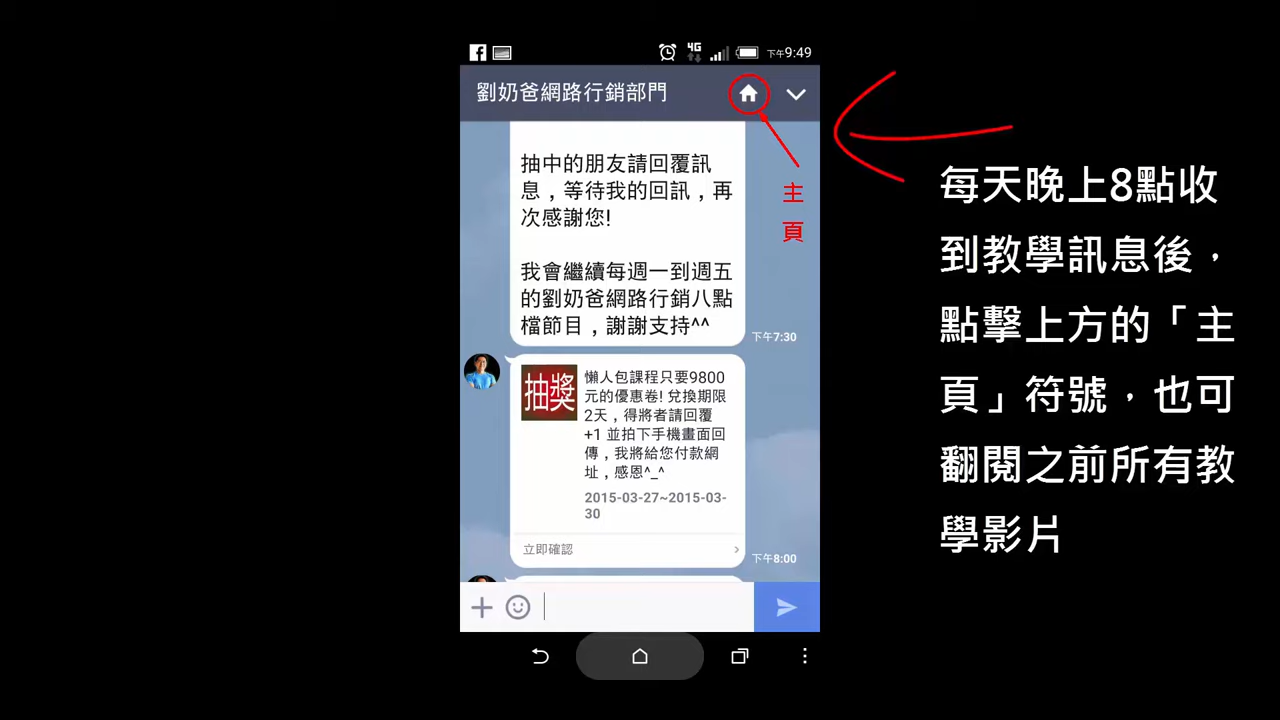 4G
下午9:49
劉奶爸網路行銷部門
主
頁
抽中的朋友請回覆訊
息，等待我的回訊，再
次感謝您!
我會繼續每週一到週五
的劉奶爸網路行銷八點
檔節目，謝謝支持^^
下午7:30
抽獎
懶人包課程只要9800
元的優惠卷! 兌換期限
2天，得將者請回覆
+1 並拍下手機畫面回
傳，我將給您付款網
址，感恩^_^
2015-03-27~2015-03-
30
立即確認
下午8:00
每天晚上8點收
到教學訊息後，
點擊上方的「主
頁」符號，也可
翻閱之前所有教
學影片